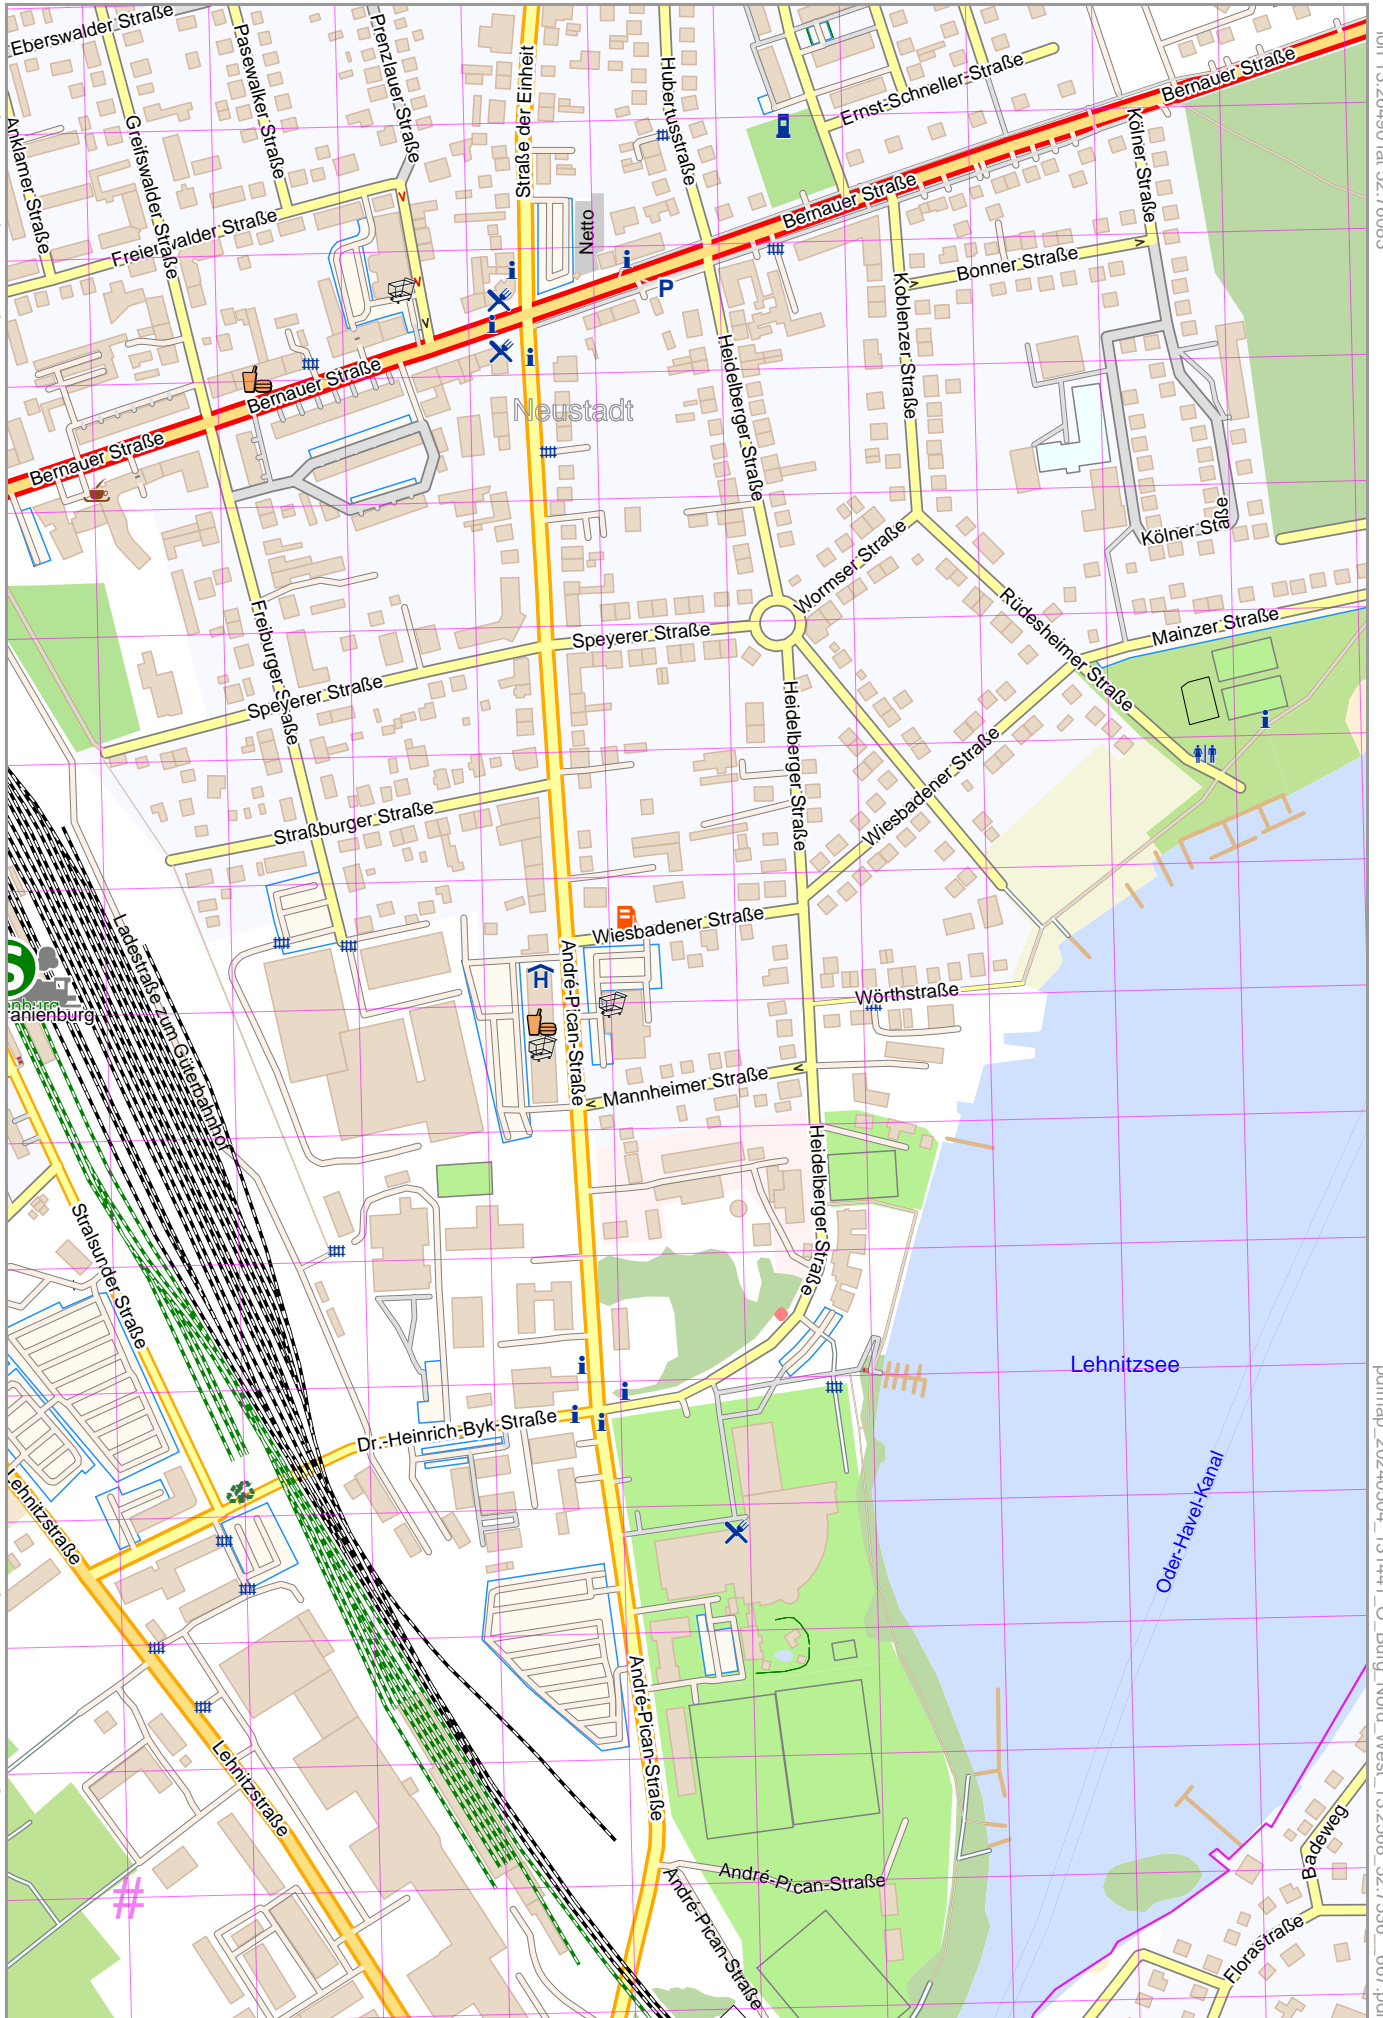 Eberswalder Straße
Pasewalker Straße
Prenzlauer Straße
Straße der Einheit
Hubertusstraße
Ernst-Schneller-Straße
Bernauer Straße
Anklamer Straße
Greifswalder Straße
Kölner Straße
Bernauer Straße
Freienwalder Straße
Netto
P
Bonner Straße
Koblenzer Straße
Heidelberger Straße
Bernauer Straße
Neustadt
Bernauer Straße
Kölner Straße
Wormser Straße
Freiburger Straße
Rüdesheimer Straße
Speyerer Straße
Mainzer Straße
Speyerer Straße
Heidelberger Straße
Wiesbadener Straße
Straßburger Straße
Wiesbadener Straße
Ladestraße zum Güterbahnhof
André-Pican-Straße
H
S
Wörthstraße
ranienburg
Mannheimer Straße
Heidelberger Straße
Stralsunder Straße
Lehnitzsee
Dr.-Heinrich-Byk-Straße
Oder-Havel-Kanal
Lehnitzstraße
André-Pican-Straße
Lehnitzstraße
Badeweg
André-Pican-Straße
#
André-Pican-Straße
Florastraße